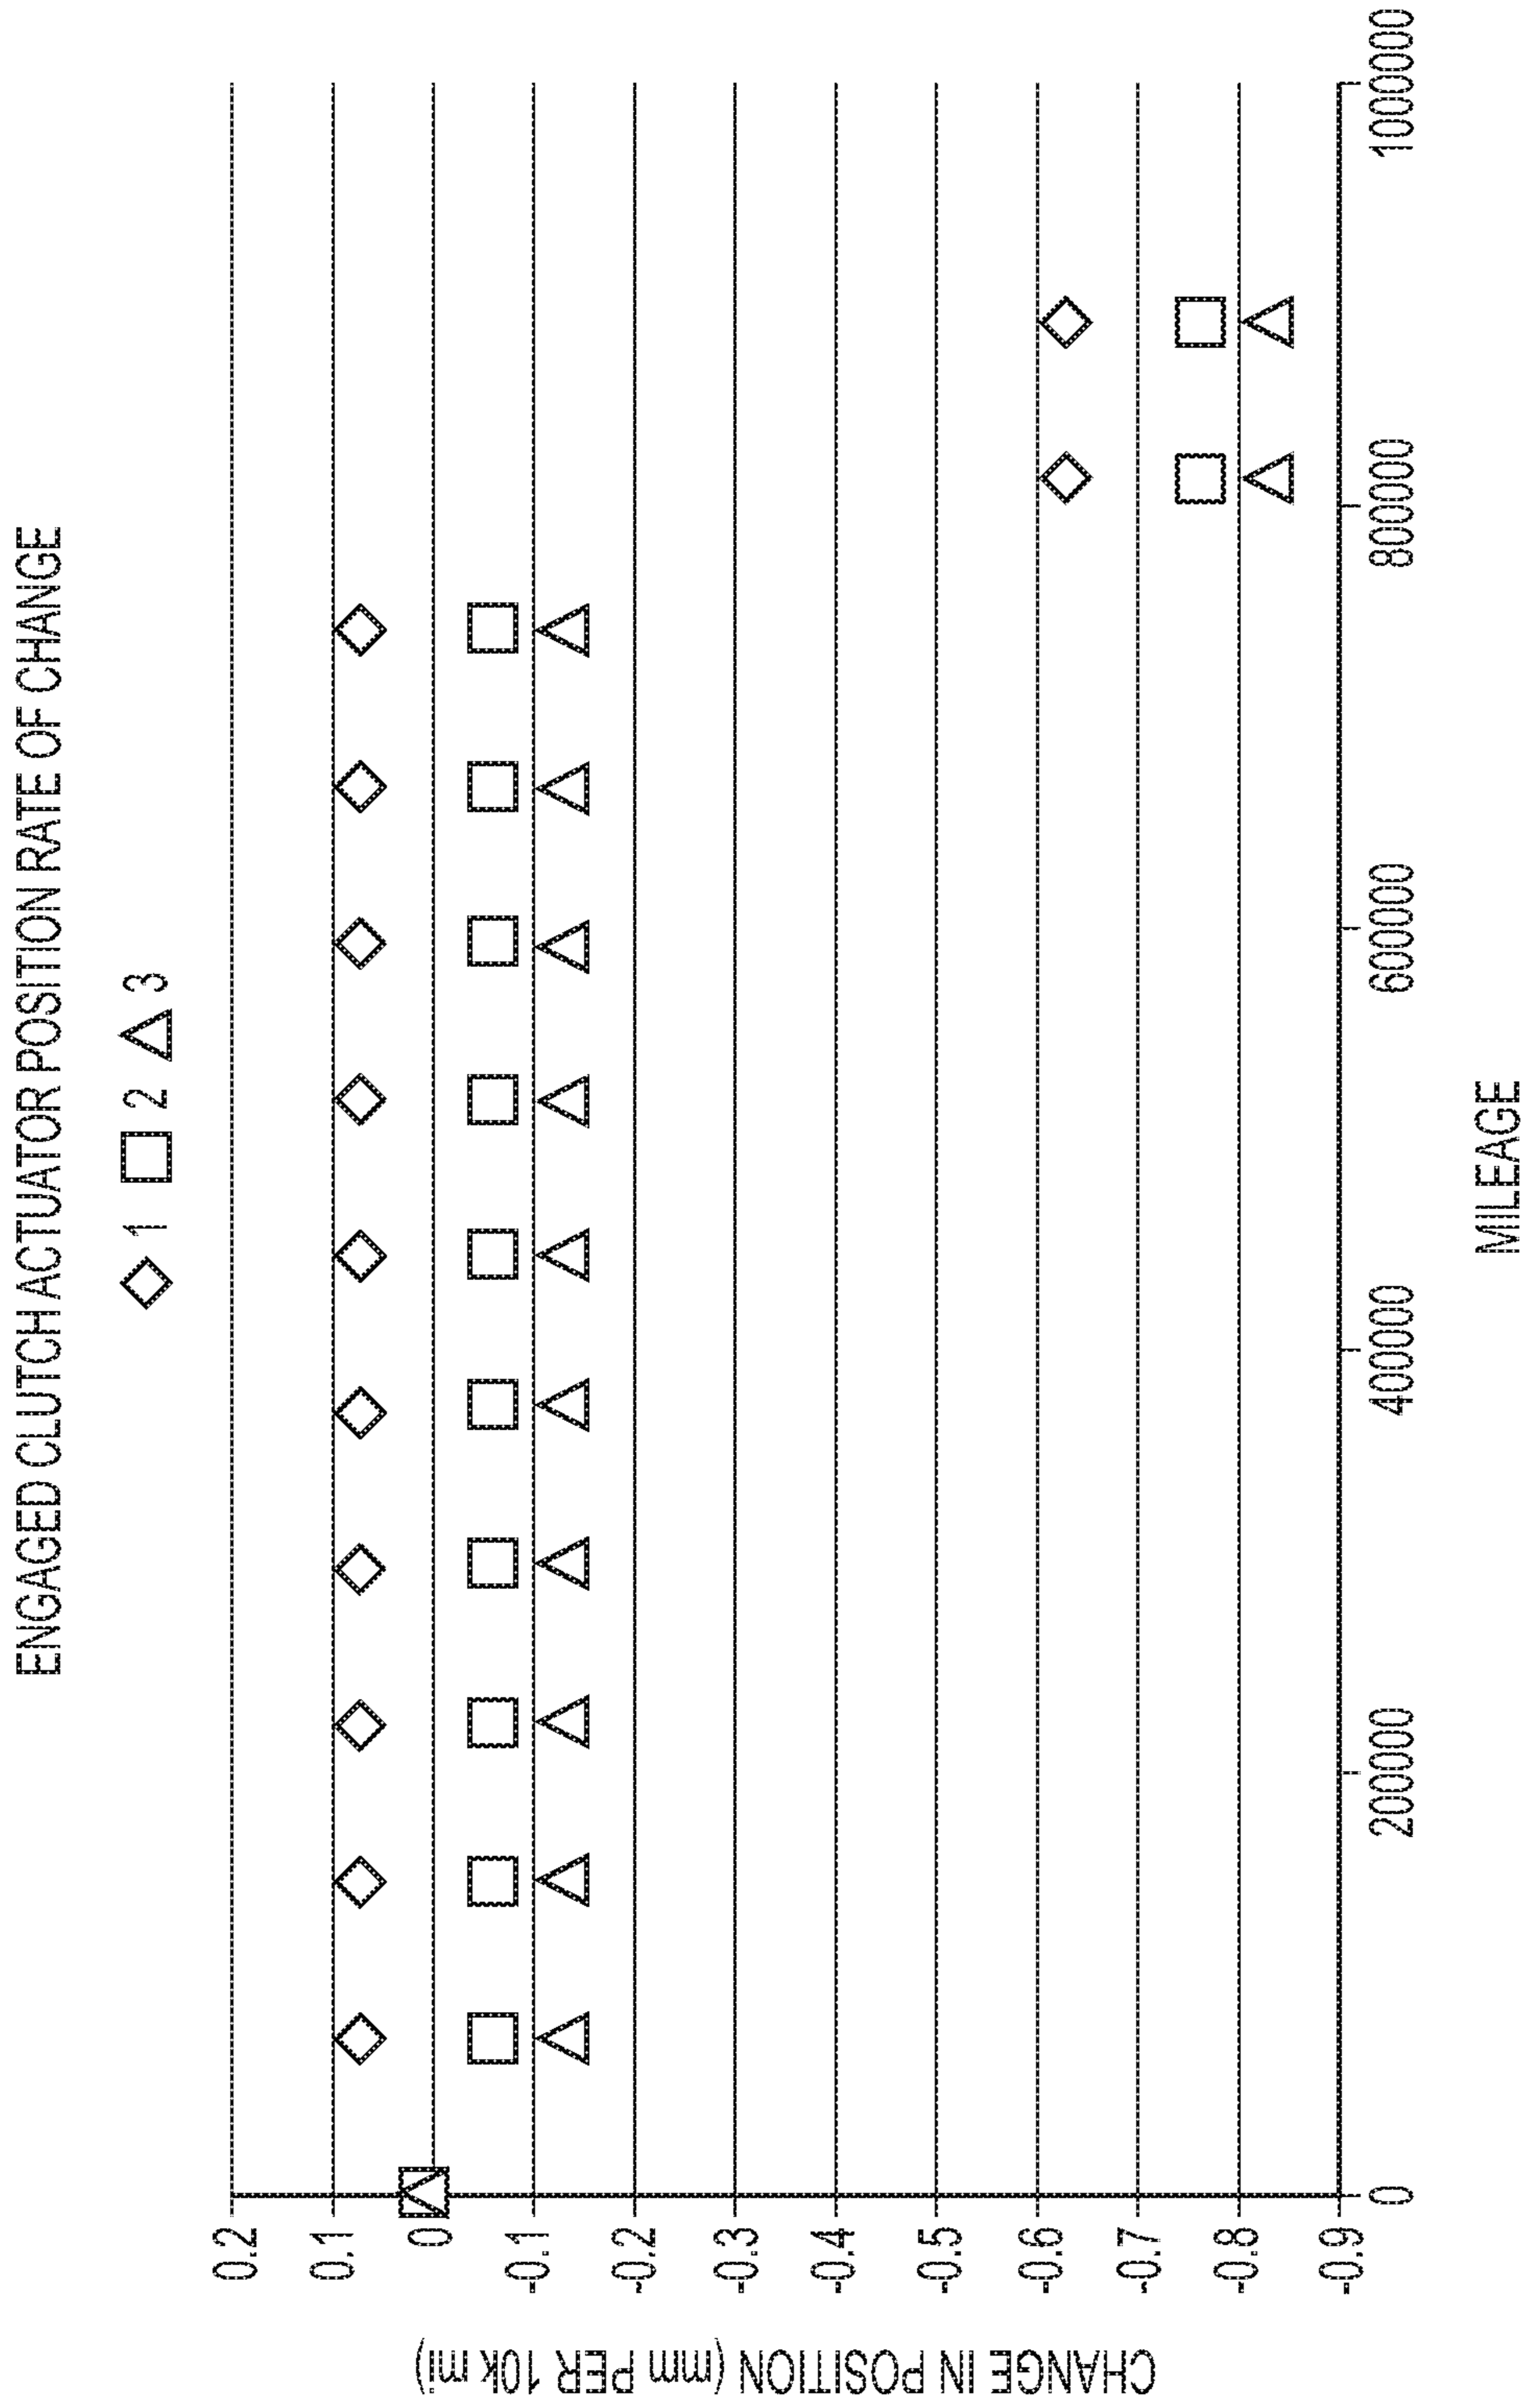 ENGAGED CLUTCH ACTUATOR POSITION RATE OF CHANGE
1 2 3
CHANGE IN POSITION (mm PER 10k mi)
0.2
0.1
0
-0.1
-0.2
-0.3
-0.4
-0.5
-0.6
-0.7
-0.8
-0.9
0 200000 400000 600000 800000 1000000
MILEAGE